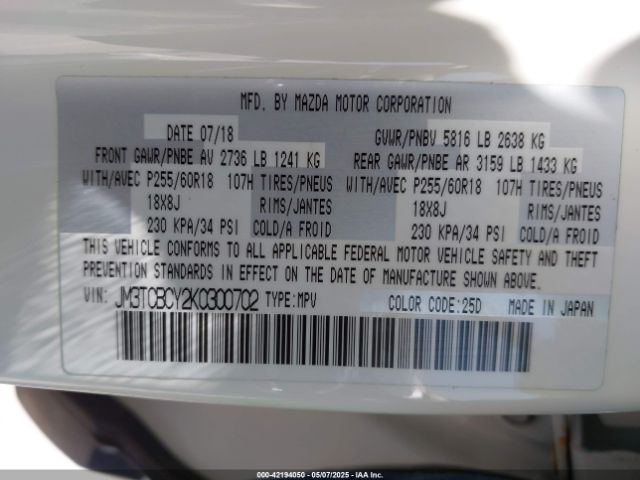 MFD. BY MAZDA MOTOR CORPORATION
DATE 07/18 GVWR/PNBV 5816 LB 2638 KG
FRONT GAWR/PNBE AV 2736 LB 1241 KG REAR GAWR/PNBE AR 3159 LB 1433 KG
WITH/AVEC P255/60R18 107H TIRES/PNEUS WITH/AVEC P255/60R18 107H TIRES/PNEUS
18X8J RIMS/JANTES 18X8J RIMS/JANTES
230 KPA/34 PSI COLD/A FROID 230 KPA/34 PSI COLD/A FROID
THIS VEHICLE CONFORMS TO ALL APPLICABLE FEDERAL MOTOR VEHICLE SAFETY AND THEFT
PREVENTION STANDARDS IN EFFECT ON THE DATE OF MANUFACTURE SHOWN ABOVE.
VIN: JM3TCBCY2K0300702 TYPE:MPV COLOR CODE:25D MADE IN JAPAN
000-42194050 - 05/07/2025 - IAA Inc.